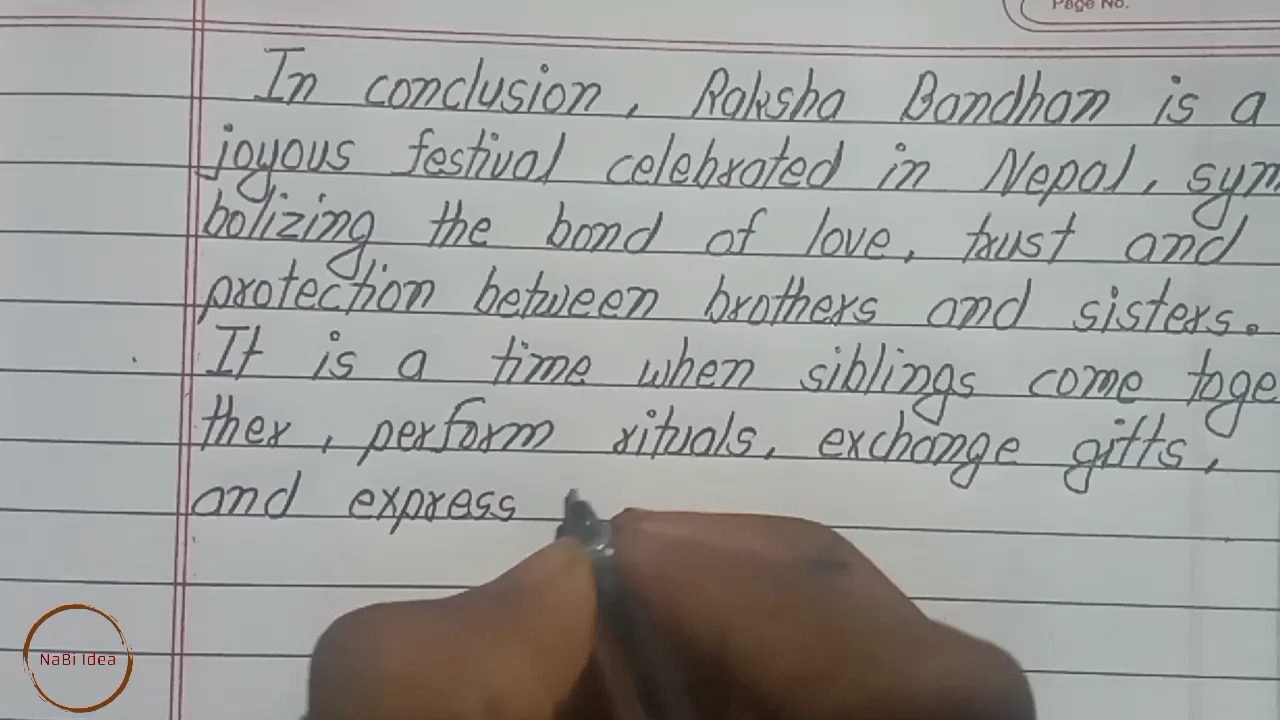 Page No.
In conclusion, Raksha Bandhan is a
joyous festival celebrated in Nepal, sym
bolizing the bond of love, trust and
protection between brothers and sisters.
It is a time when siblings come toge
ther, perform rituals, exchange gifts,
and express
NaBi Idea